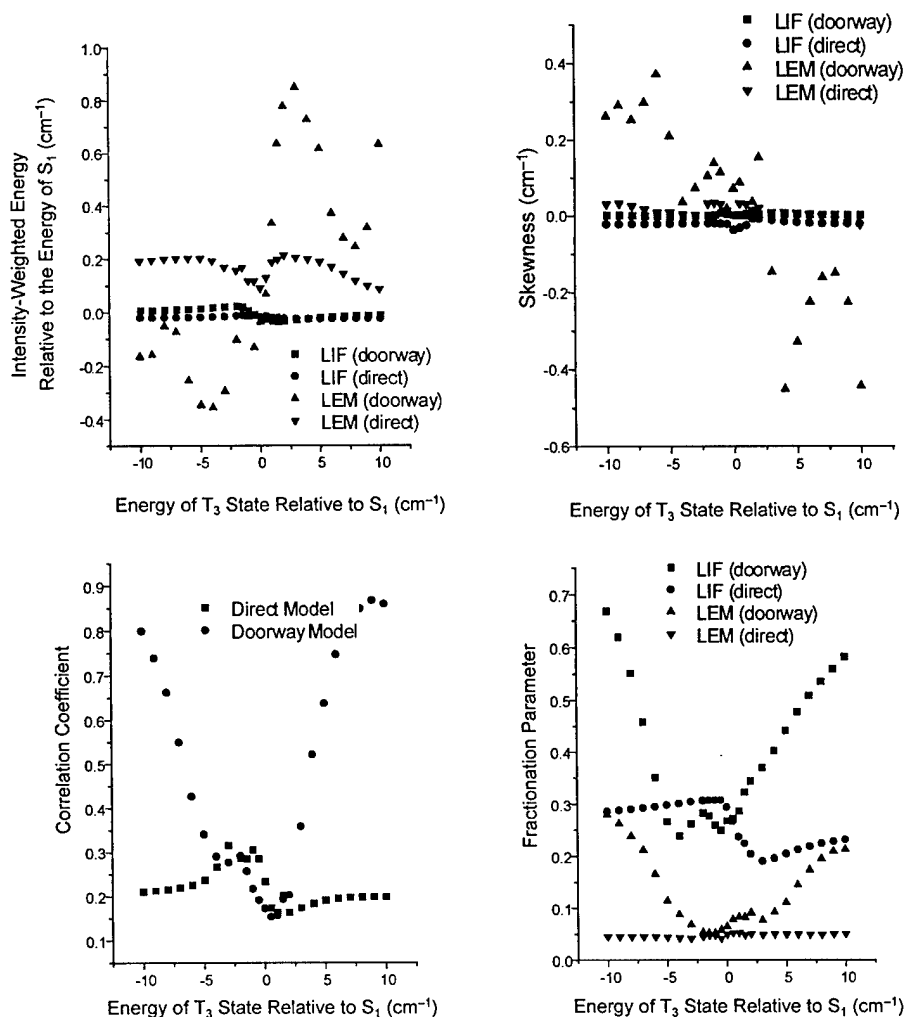 Intensity-Weighted Energy
Relative to the Energy of S₁ (cm⁻¹)
1.0
0.8
0.6
0.4
0.2
0.0
-0.2
-0.4
LIF (doorway)
LIF (direct)
LEM (doorway)
LEM (direct)
-10 -5 0 5 10
Energy of T₃ State Relative to S₁ (cm⁻¹)
LIF (doorway)
LIF (direct)
LEM (doorway)
LEM (direct)
Skewness (cm⁻¹)
0.4
0.2
0.0
-0.2
-0.4
-0.6
-10 -5 0 5 10
Energy of T₃ State Relative to S₁ (cm⁻¹)
Correlation Coefficient
0.9
0.8
0.7
0.6
0.5
0.4
0.3
0.2
0.1
Direct Model
Doorway Model
-10 -5 0 5 10
Energy of T₃ State Relative to S₁ (cm⁻¹)
LIF (doorway)
LIF (direct)
LEM (doorway)
LEM (direct)
Fractionation Parameter
0.7
0.6
0.5
0.4
0.3
0.2
0.1
0.0
-10 -5 0 5 10
Energy of T₃ State Relative to S₁ (cm⁻¹)